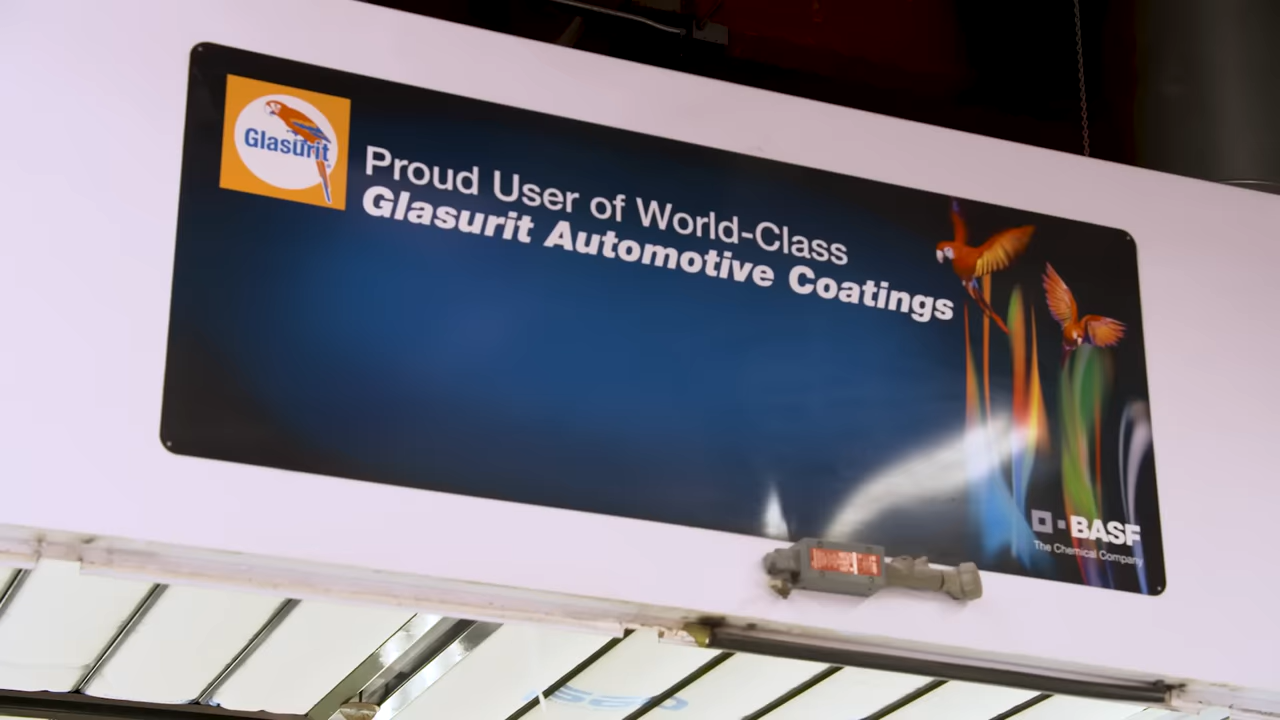 Glasurit
Proud User of World-Class
Glasurit Automotive Coatings
BASF
The Chemical Company